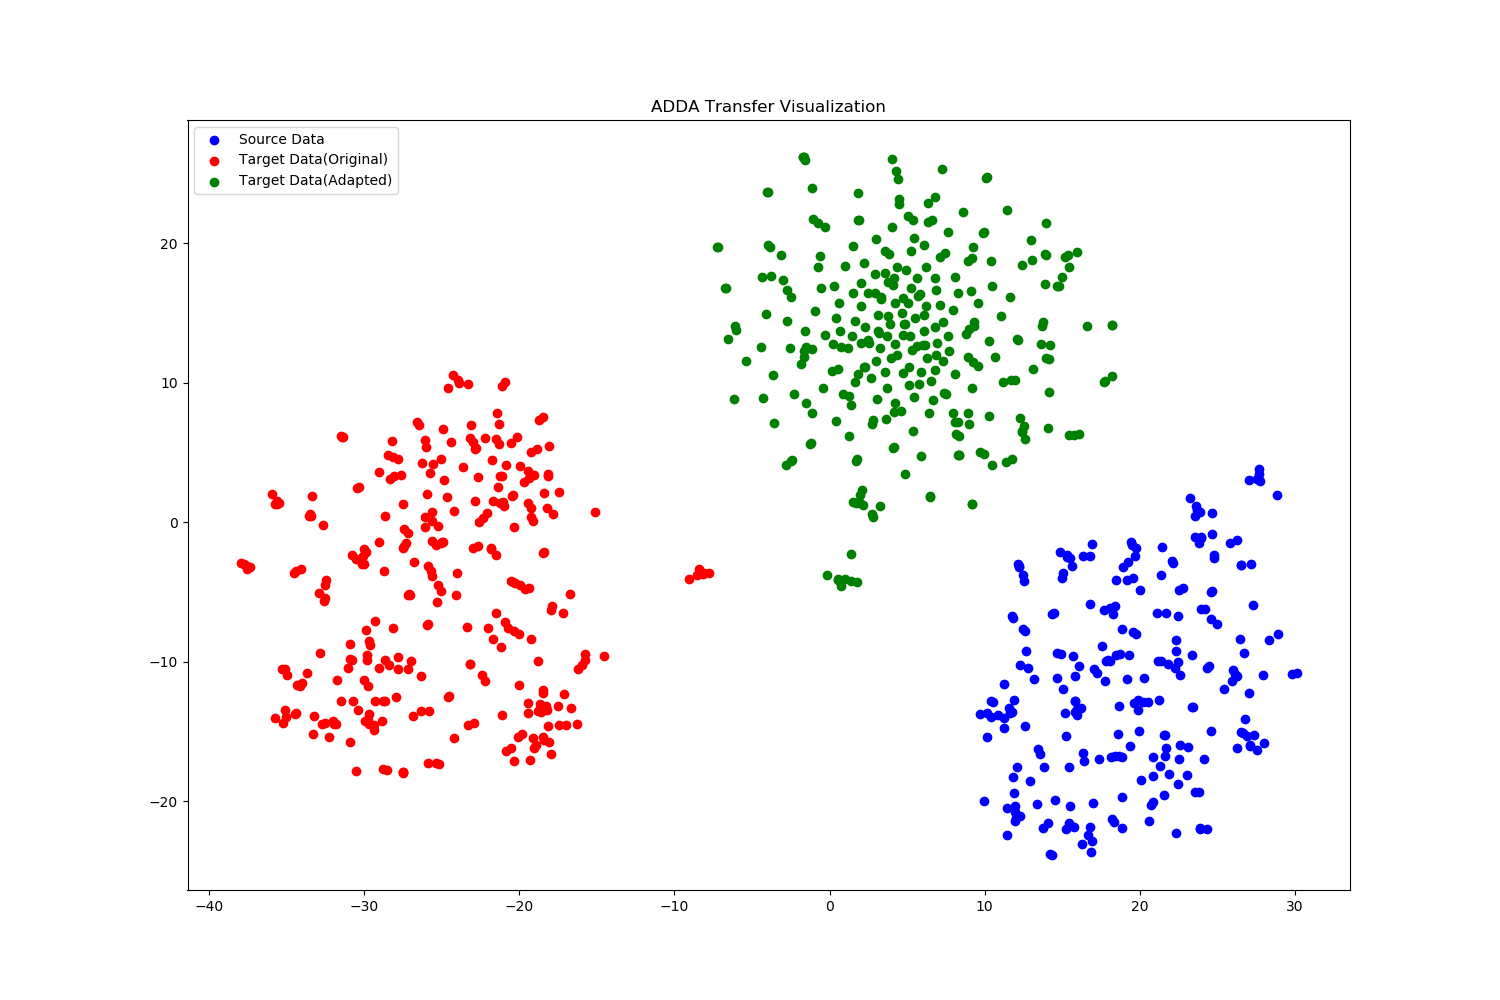 ADDA Transfer Visualization
Source Data
Target Data(Original)
Target Data(Adapted)
20
10
0
−10
−20
−40 −30 −20 −10 0 10 20 30